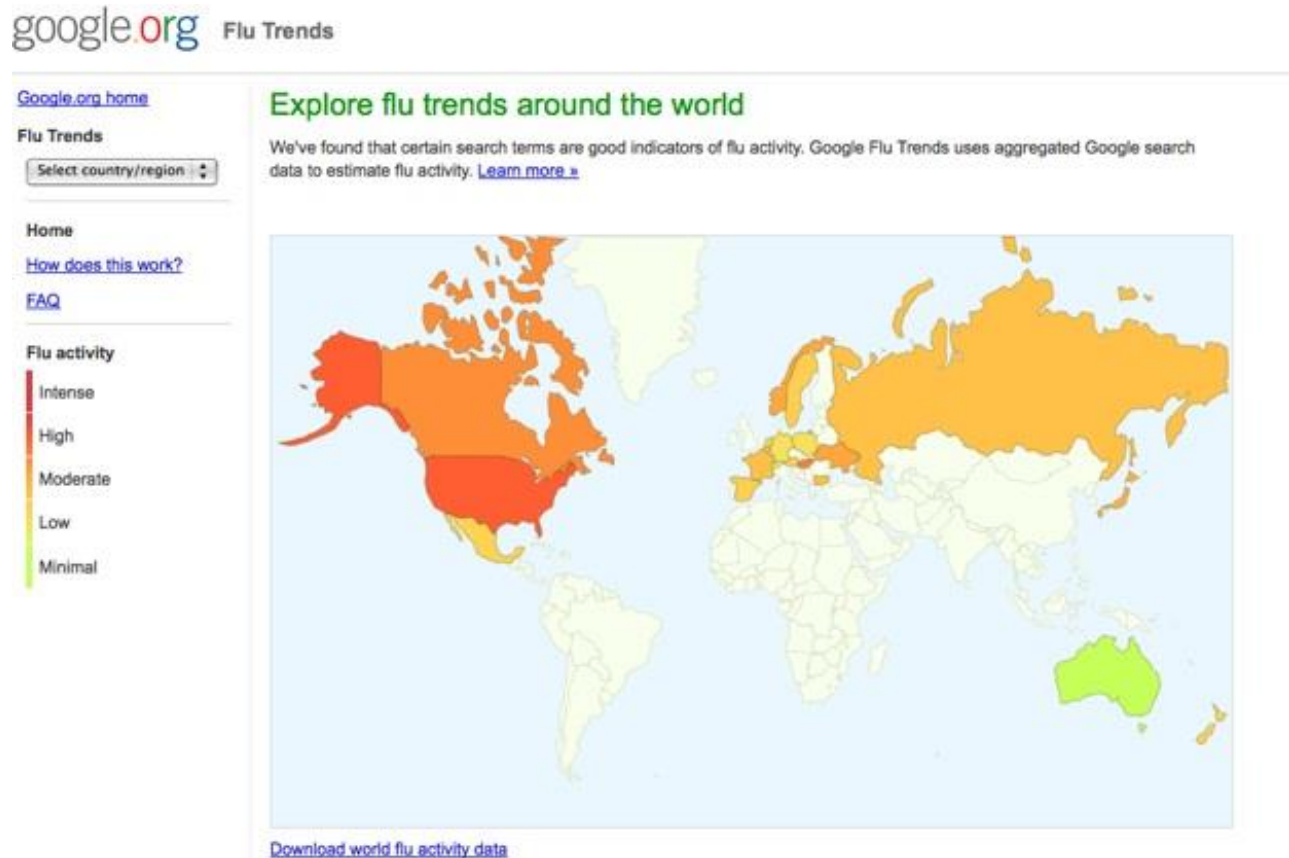 google.org Flu Trends
Google.org home
Flu Trends
Select country/region
Home
How does this work?
FAQ
Flu activity
Intense
High
Moderate
Low
Minimal
Explore flu trends around the world
We've found that certain search terms are good indicators of flu activity. Google Flu Trends uses aggregated Google search
data to estimate flu activity. Learn more »
Download world flu activity data